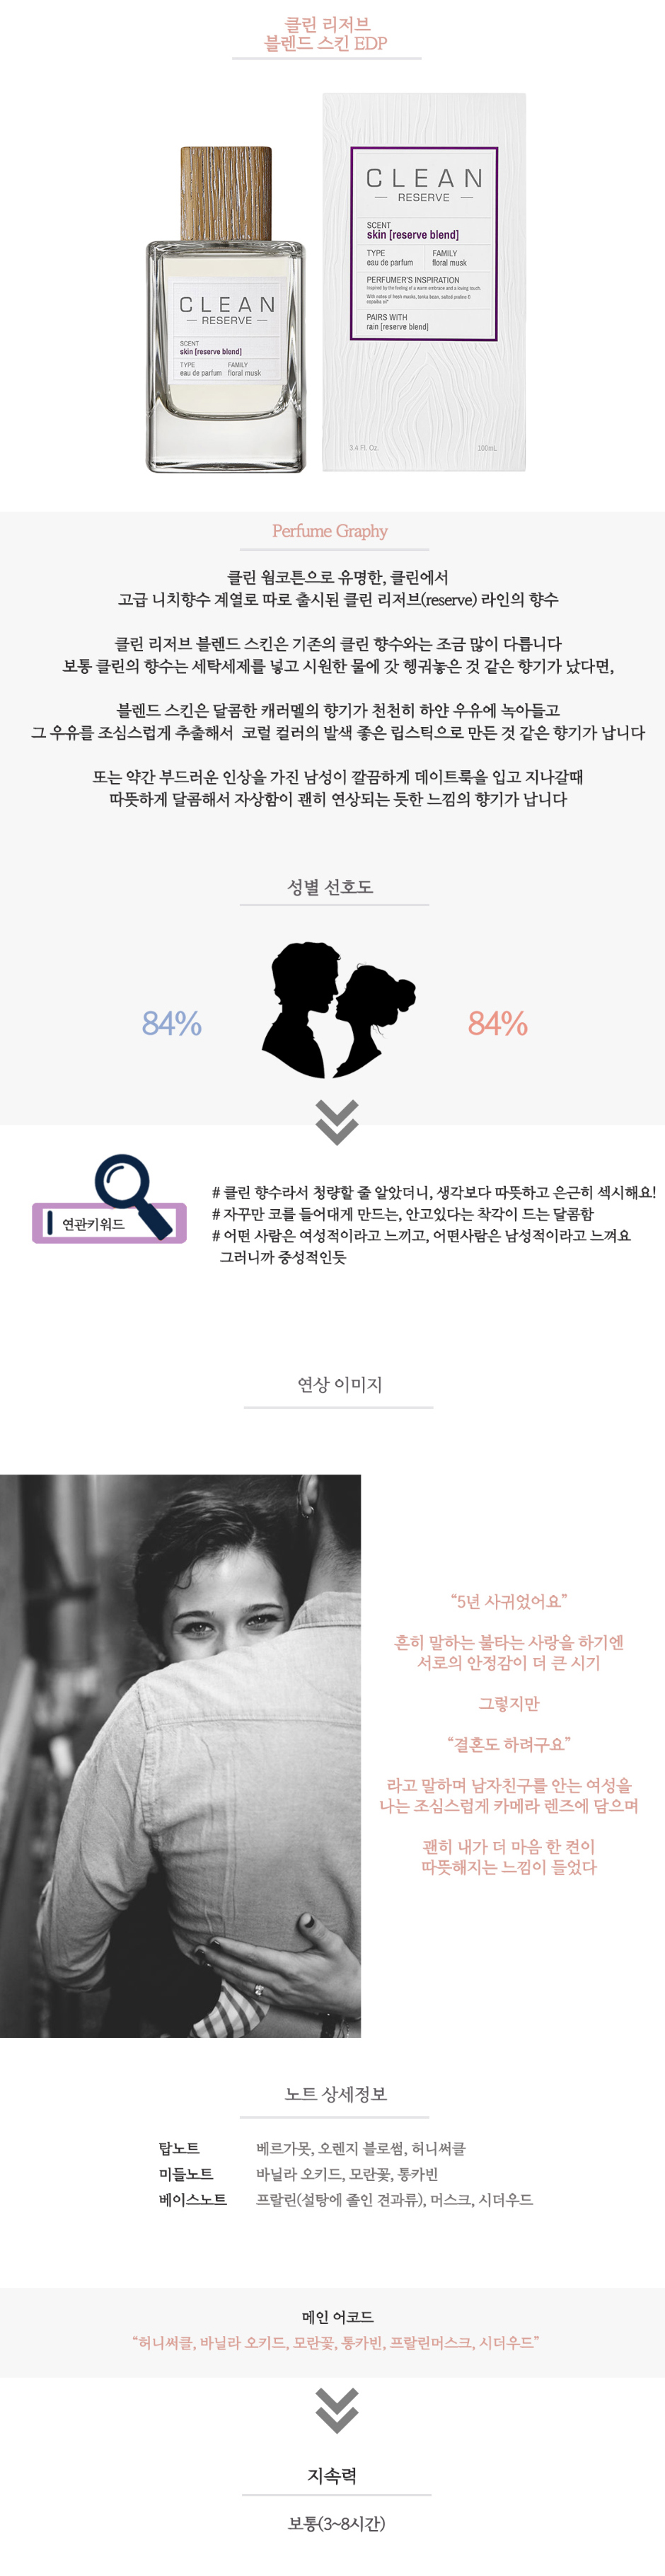 클린 리저브
블렌드 스킨 EDP
CLEAN
RESERVE
SCENT
skin [reserve blend]
TYPE FAMILY
eau de parfum floral musk
CLEAN
RESERVE
SCENT
skin [reserve blend]
TYPE FAMILY
eau de parfum floral musk
PERFUMER'S INSPIRATION
Inspired by the feeling of a warm embrace and a loving touch.
With notes of fresh musks, tonka bean, salted praline &
PAIRS WITH
rain [reserve blend]
3.4 Fl. Oz. 100mL
Perfume Graphy
클린 웜코튼으로 유명한, 클린에서
고급 니치향수 계열로 따로 출시된 클린 리저브(reserve) 라인의 향수
클린 리저브 블렌드 스킨은 기존의 클린 향수와는 조금 많이 다릅니다
보통 클린의 향수는 세탁세제를 넣고 시원한 물에 갓 헹궈놓은 것 같은 향기가 났다면,
블렌드 스킨은 달콤한 캐러멜의 향기가 천천히 하얀 우유에 녹아들고
그 우유를 조심스럽게 추출해서 코럴 컬러의 발색 좋은 립스틱으로 만든 것 같은 향기가 납니다
또는 약간 부드러운 인상을 가진 남성이 깔끔하게 데이트룩을 입고 지나갈때
따뜻하게 달콤해서 자상함이 괜히 연상되는 듯한 느낌의 향기가 납니다
성별 선호도
84% 84%
연관키워드
# 클린 향수라서 청량할 줄 알았더니, 생각보다 따뜻하고 은근히 섹시해요!
# 자꾸만 코를 들어대게 만드는, 안고있다는 착각이 드는 달콤함
# 어떤 사람은 여성적이라고 느끼고, 어떤사람은 남성적이라고 느껴요
그러니까 중성적인듯
연상 이미지
“5년 사귀었어요”
흔히 말하는 불타는 사랑을 하기엔
서로의 안정감이 더 큰 시기
그렇지만
“결혼도 하려구요”
라고 말하며 남자친구를 안는 여성을
나는 조심스럽게 카메라 렌즈에 담으며
괜히 내가 더 마음 한 켠이
따뜻해지는 느낌이 들었다
노트 상세정보
탑노트 베르가못, 오렌지 블로썸, 허니써클
미들노트 바닐라 오키드, 모란꽃, 통카빈
베이스노트 프랄린(설탕에 졸인 견과류), 머스크, 시더우드
메인 어코드
“허니써클, 바닐라 오키드, 모란꽃, 통카빈, 프랄린머스크, 시더우드”
지속력
보통(3~8시간)